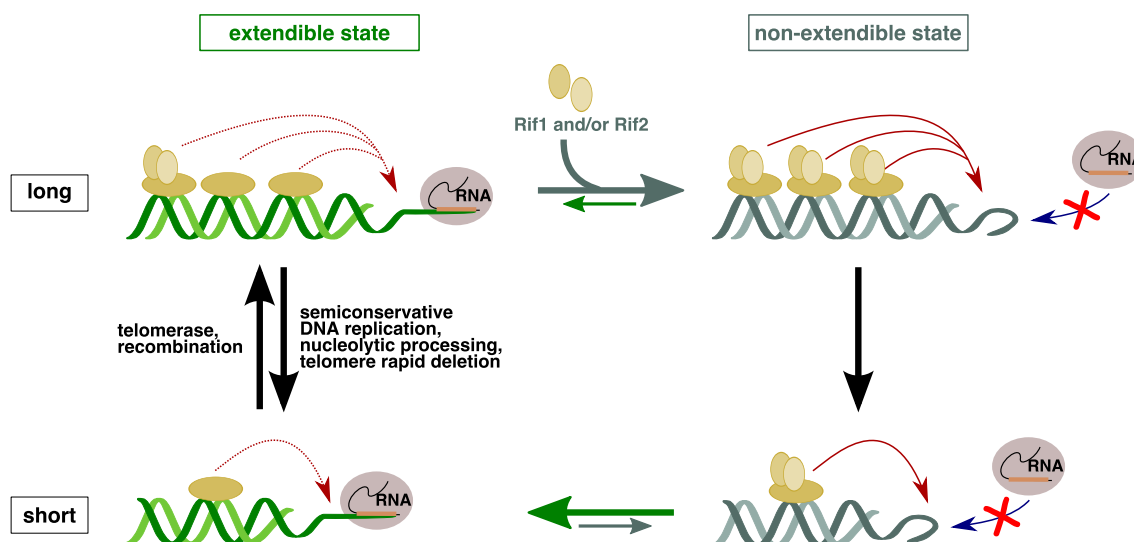 extendible state
non-extendible state
Rif1 and/or Rif2
long
RNA
RNA
telomerase,
recombination
semiconservative
DNA replication,
nucleolytic processing,
telomere rapid deletion
short
RNA
RNA